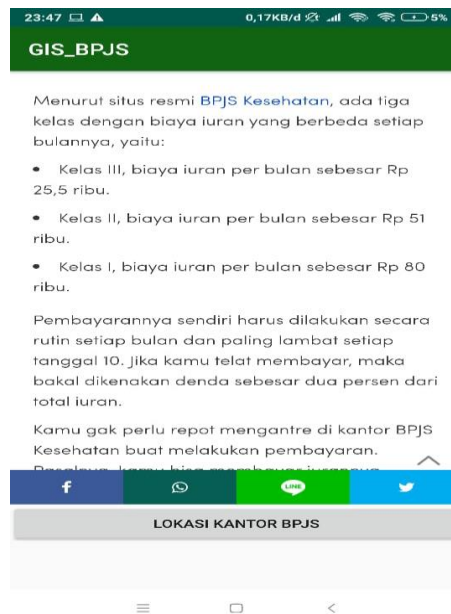 23:47 0,17KB/d 5%
GIS_BPJS
Menurut situs resmi BPJS Kesehatan, ada tiga
kelas dengan biaya iuran yang berbeda setiap
bulannya, yaitu:
• Kelas III, biaya iuran per bulan sebesar Rp
25,5 ribu.
• Kelas II, biaya iuran per bulan sebesar Rp 51
ribu.
• Kelas I, biaya iuran per bulan sebesar Rp 80
ribu.
Pembayarannya sendiri harus dilakukan secara
rutin setiap bulan dan paling lambat setiap
tanggal 10. Jika kamu telat membayar, maka
bakal dikenakan denda sebesar dua persen dari
total iuran.
Kamu gak perlu repot mengantre di kantor BPJS
Kesehatan buat melakukan pembayaran.
kamu bisa membayar iurannya
f LINE
LOKASI KANTOR BPJS